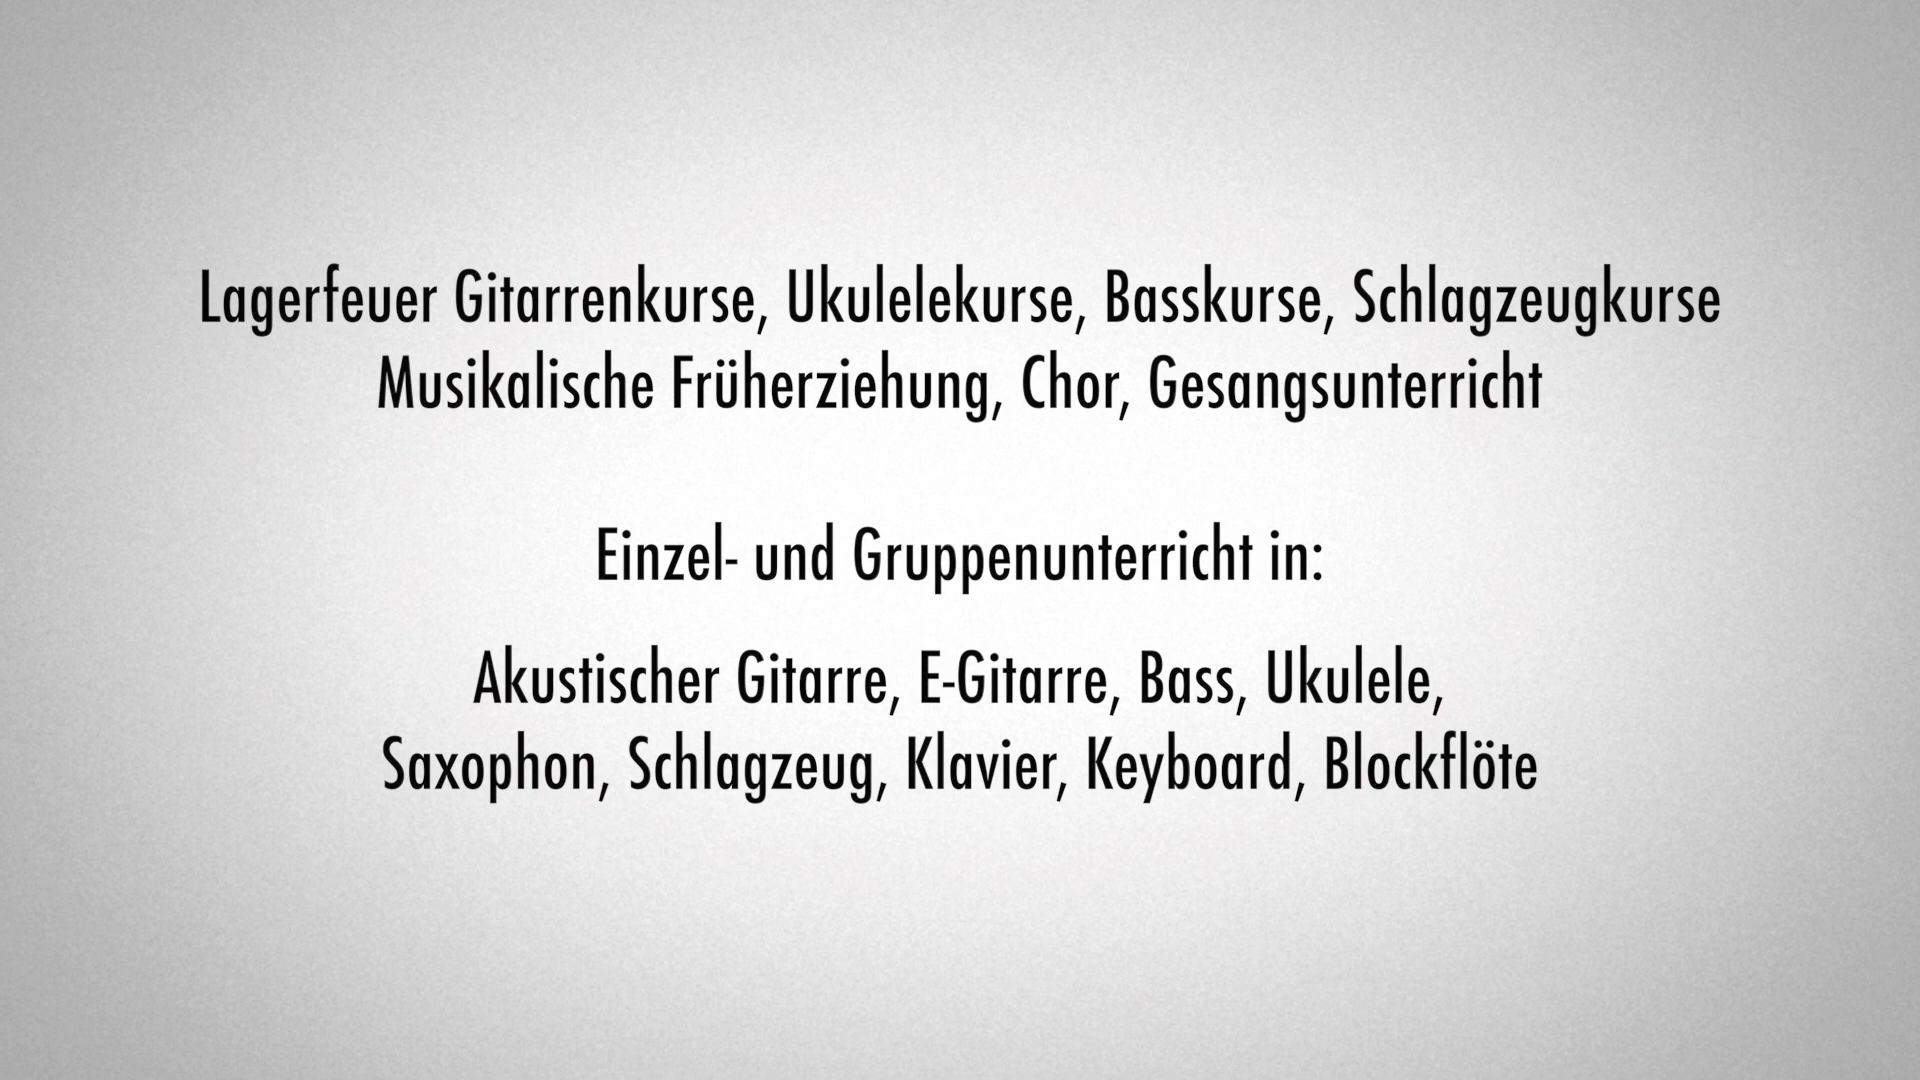 Lagerfeuer Gitarrenkurse, Ukulelekurse, Basskurse, Schlagzeugkurse
Musikalische Früherziehung, Chor, Gesangsunterricht
Einzel- und Gruppenunterricht in:
Akustischer Gitarre, E-Gitarre, Bass, Ukulele,
Saxophon, Schlagzeug, Klavier, Keyboard, Blockflöte